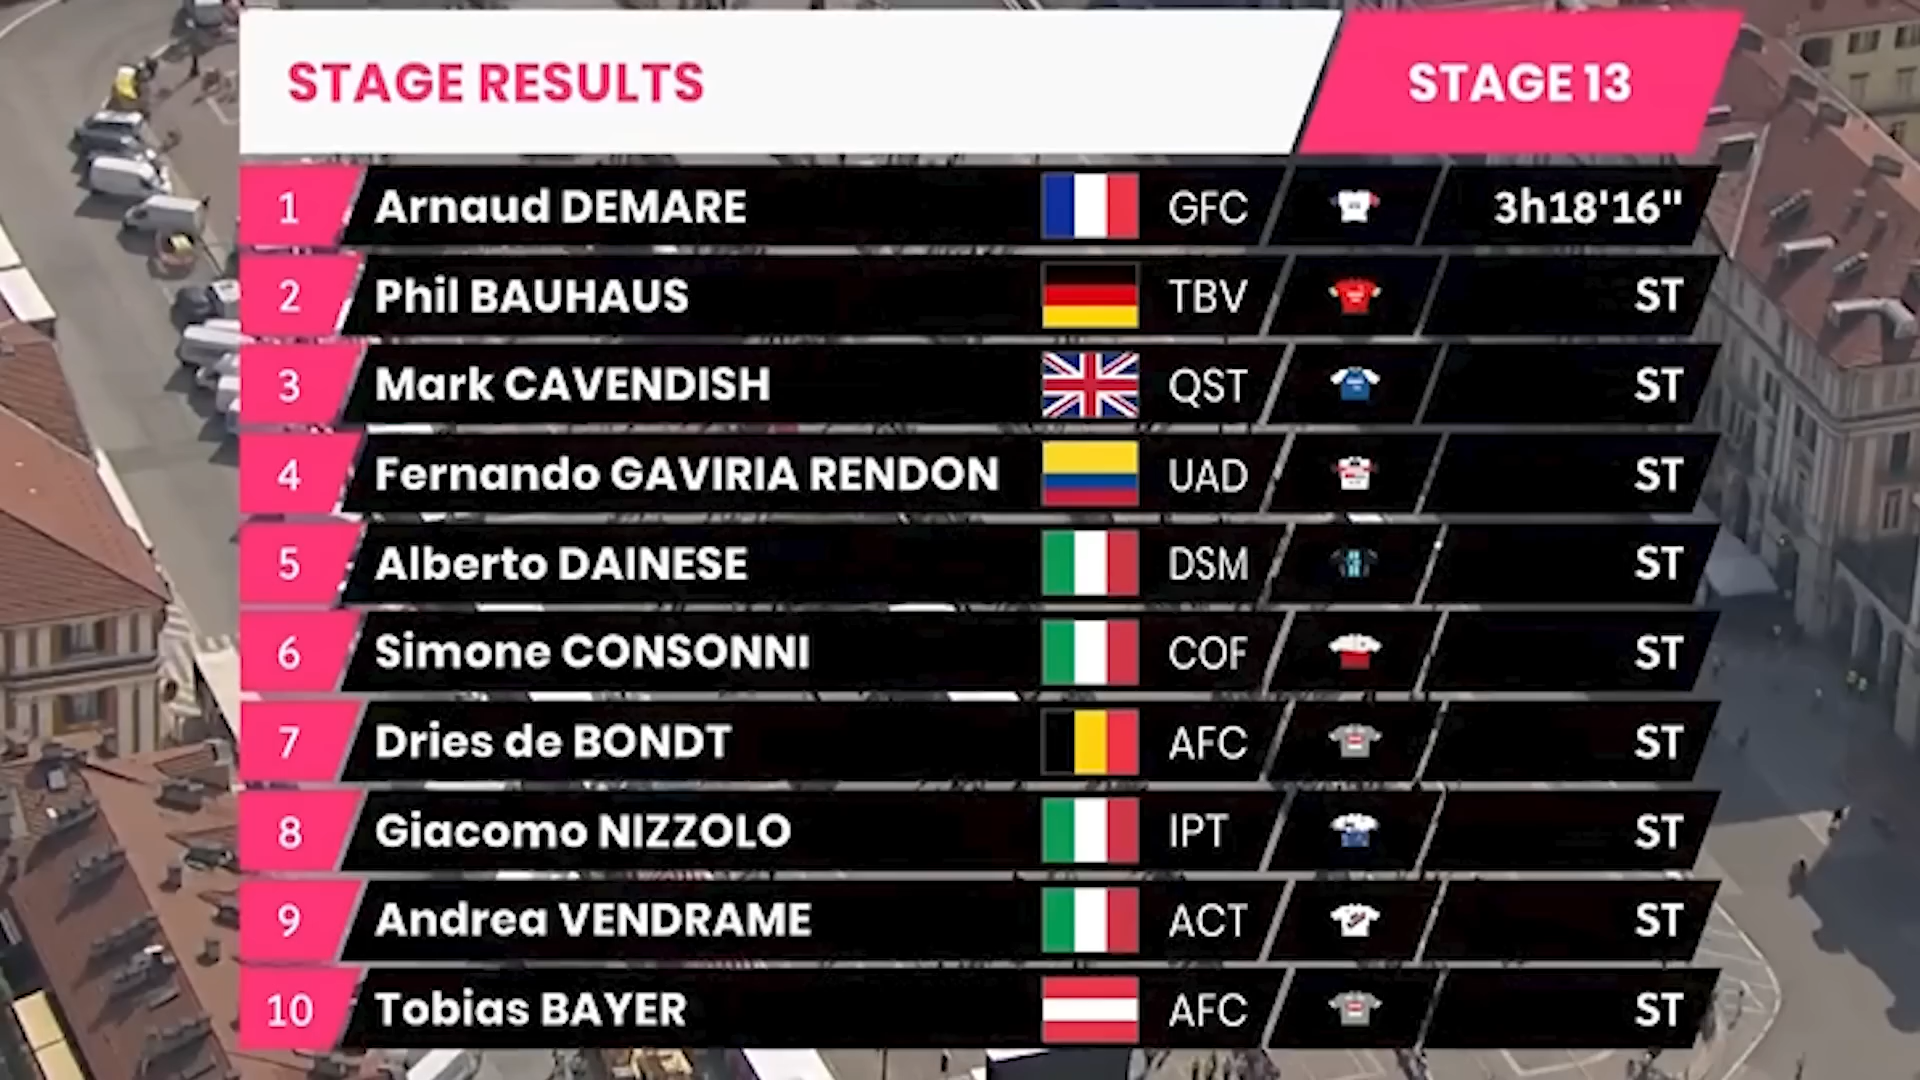 STAGE RESULTS STAGE 13
1 Arnaud DEMARE GFC 3h18'16"
2 Phil BAUHAUS TBV ST
3 Mark CAVENDISH QST ST
4 Fernando GAVIRIA RENDON UAD ST
5 Alberto DAINESE DSM ST
6 Simone CONSONNI COF ST
7 Dries de BONDT AFC ST
8 Giacomo NIZZOLO IPT ST
9 Andrea VENDRAME ACT ST
10 Tobias BAYER AFC ST